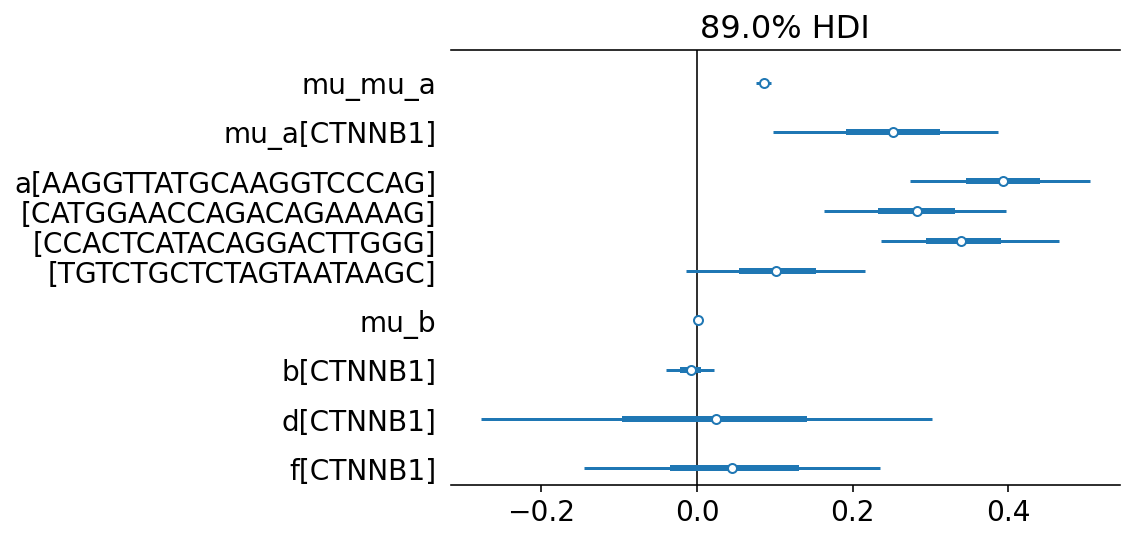 89.0% HDI
mu_mu_a
mu_a[CTNNB1]
a[AAGGTTATGCAAGGTCCCAG]
[CATGGAACCAGACAGAAAAG]
[CCACTCATACAGGACTTGGG]
[TGTCTGCTCTAGTAATAAGC]
mu_b
b[CTNNB1]
d[CTNNB1]
f[CTNNB1]
−0.2 0.0 0.2 0.4